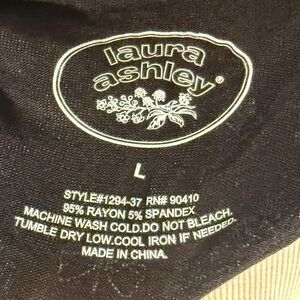 laura
ashley®
L
STYLE#1294-37 RN# 90410
95% RAYON 5% SPANDEX
MACHINE WASH COLD.DO NOT BLEACH.
TUMBLE DRY LOW.COOL IRON IF NEEDED.
MADE IN CHINA.